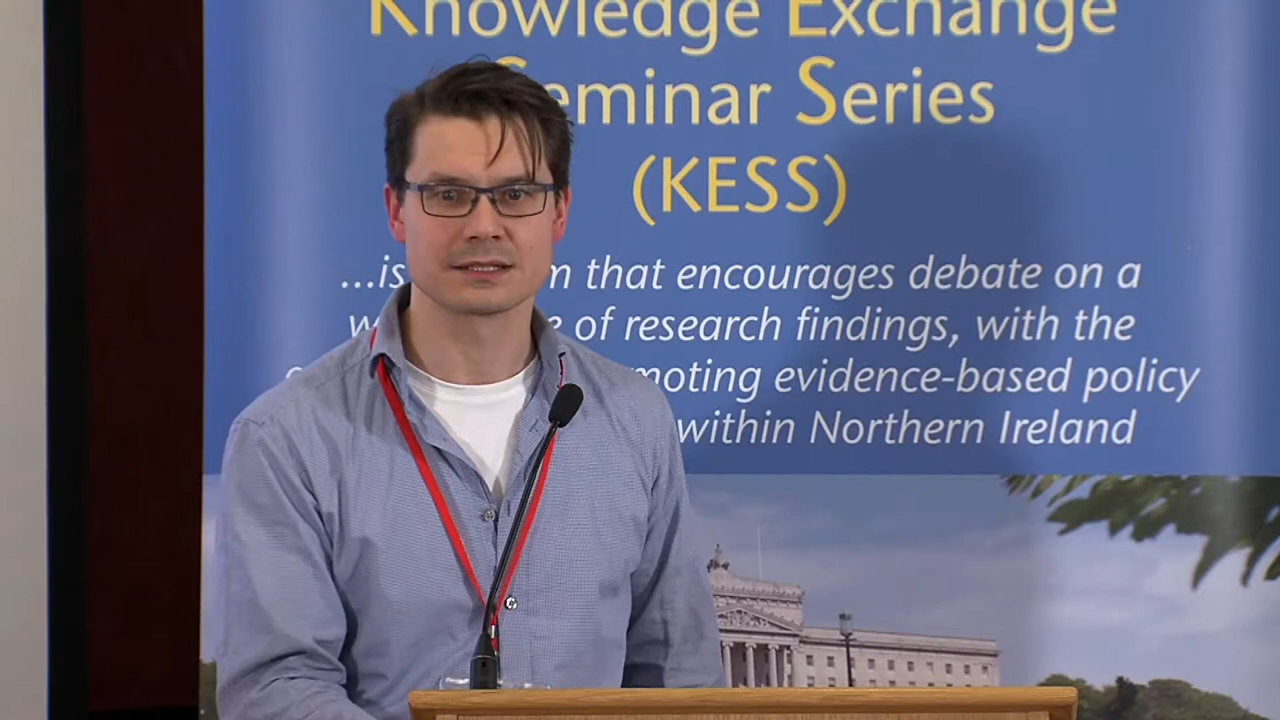 Knowledge Exchange
Seminar Series
(KESS)
...is that encourages debate on a
of research findings, with the
evidence-based policy
within Northern Ireland